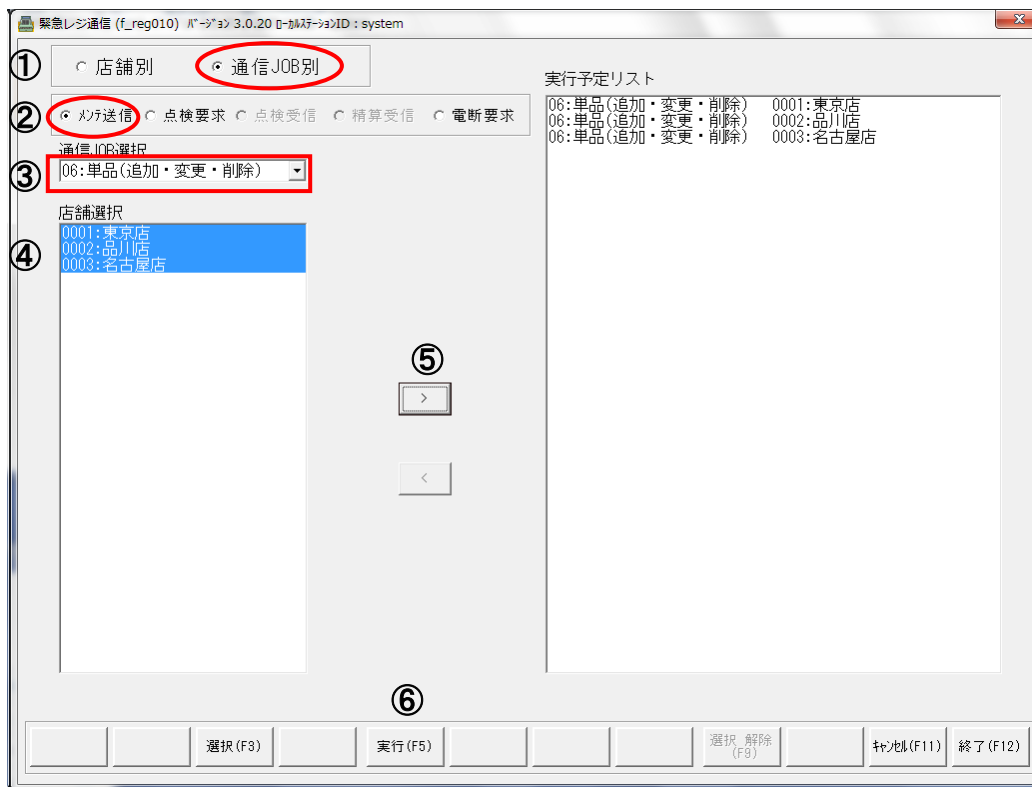 緊急レジ通信 (f_reg010) ﾊﾞｰｼﾞｮﾝ 3.0.20 ﾛｰｶﾙｽﾃｰｼｮﾝID : system
① 店舗別 通信JOB別
② ﾒﾝﾃ送信 点検要求 点検受信 精算受信 電断要求
通信JOB選択
③ 06:単品(追加・変更・削除)
店舗選択
④ 0001:東京店
0002:品川店
0003:名古屋店
⑤
>
<
実行予定リスト
06:単品(追加・変更・削除) 0001:東京店
06:単品(追加・変更・削除) 0002:品川店
06:単品(追加・変更・削除) 0003:名古屋店
⑥
選択(F3) 実行(F5) 選択 解除(F9) ｷｬﾝｾﾙ(F11) 終了(F12)